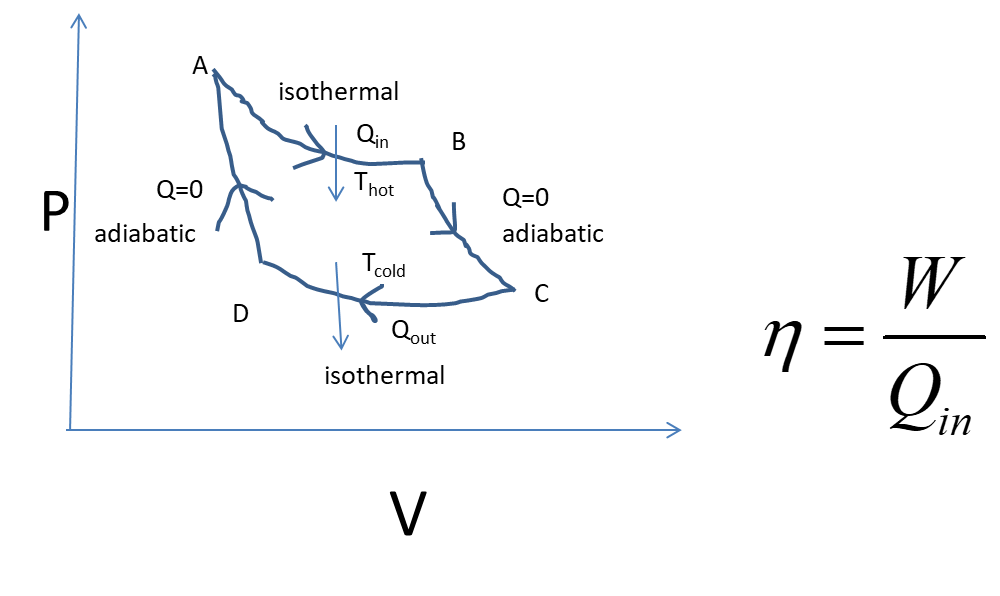 A
isothermal
Qin
B
Thot
Q=0
adiabatic
Q=0
adiabatic
P
Tcold
C
D
Qout
isothermal
V
η = W/Qin